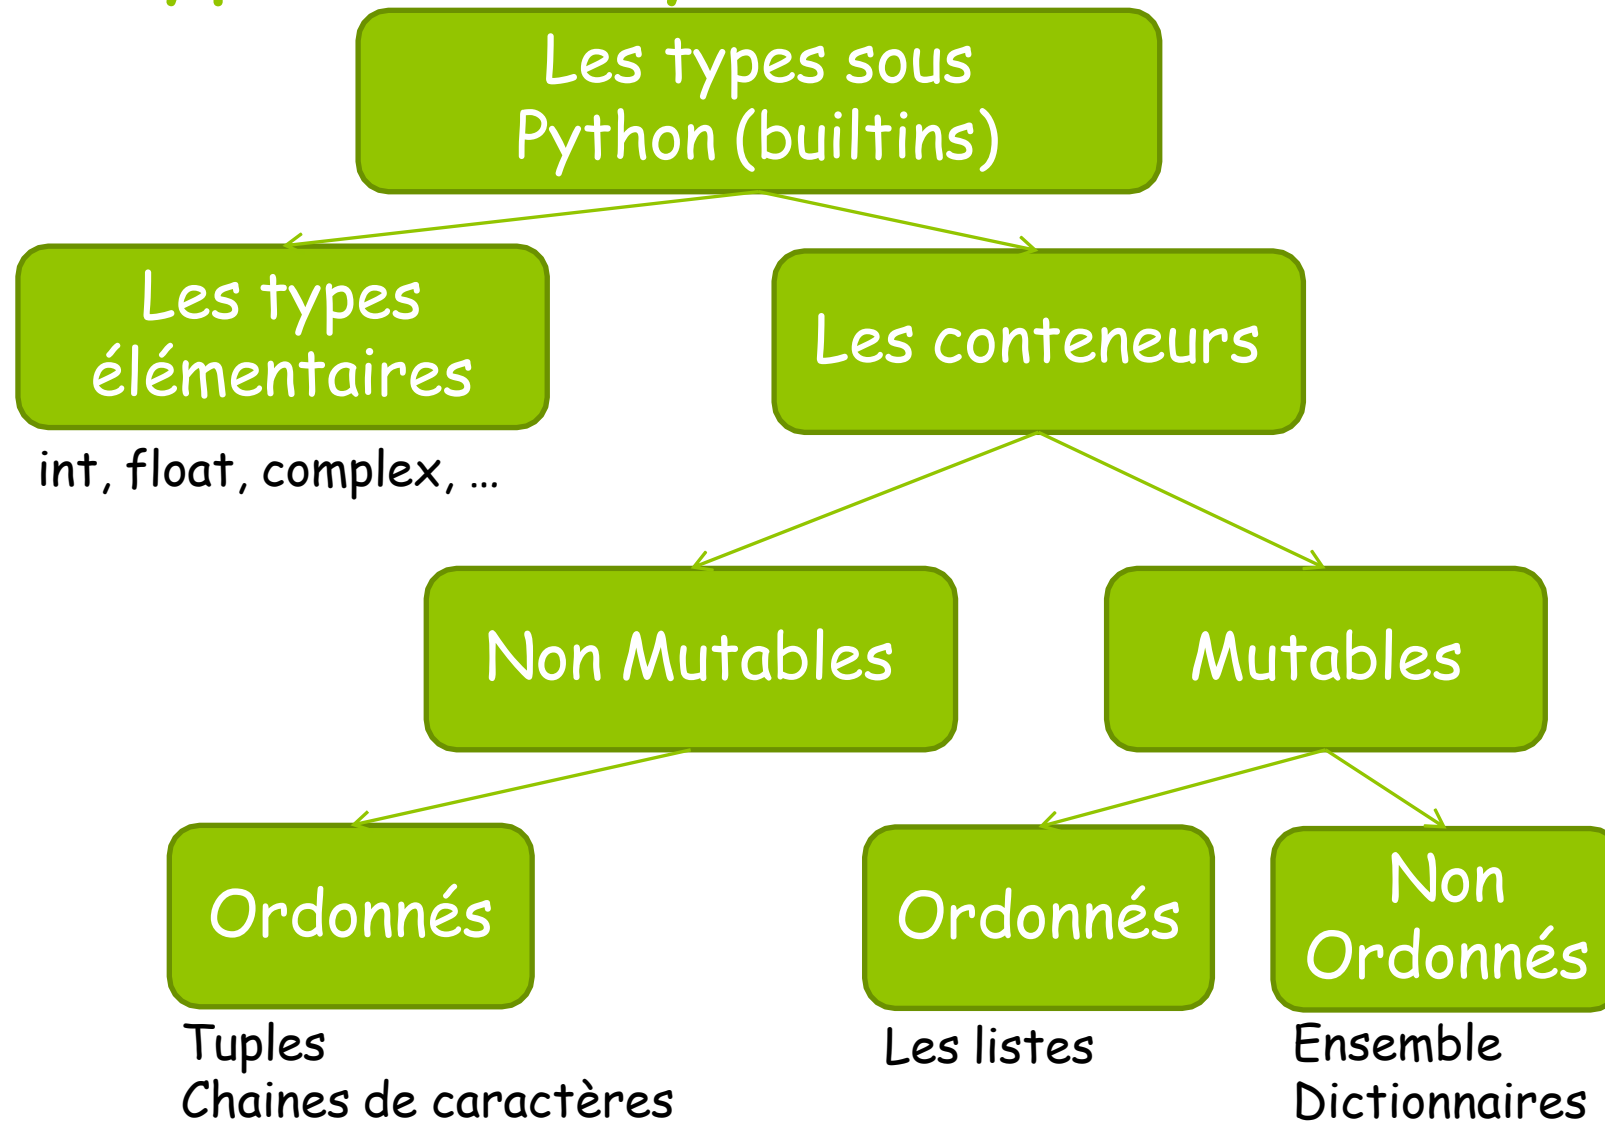 Les types sous
Python (builtins)
Les types
élémentaires
Les conteneurs
int, float, complex, …
Non Mutables
Mutables
Ordonnés
Ordonnés
Non
Ordonnés
Tuples
Chaines de caractères
Les listes
Ensemble
Dictionnaires